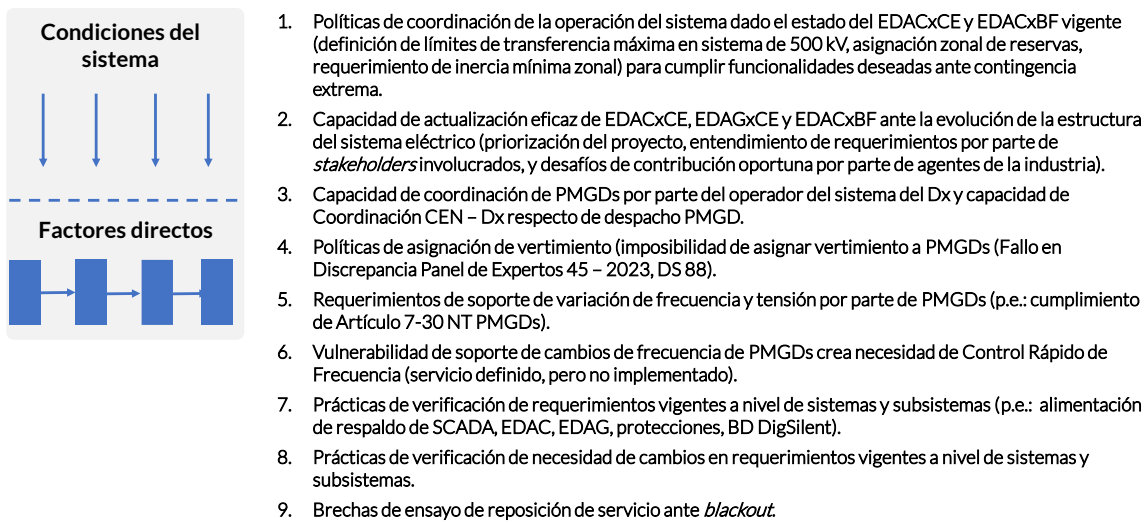 Condiciones del
sistema
Factores directos
1. Políticas de coordinación de la operación del sistema dado el estado del EDACxCE y EDACxBF vigente
(definición de límites de transferencia máxima en sistema de 500 kV, asignación zonal de reservas,
requerimiento de inercia mínima zonal) para cumplir funcionalidades deseadas ante contingencia
extrema.
2. Capacidad de actualización eficaz de EDACxCE, EDAGxCE y EDACxBF ante la evolución de la estructura
del sistema eléctrico (priorización del proyecto, entendimiento de requerimientos por parte de
stakeholders involucrados, y desafíos de contribución oportuna por parte de agentes de la industria).
3. Capacidad de coordinación de PMGDs por parte del operador del sistema del Dx y capacidad de
Coordinación CEN – Dx respecto de despacho PMGD.
4. Políticas de asignación de vertimiento (imposibilidad de asignar vertimiento a PMGDs (Fallo en
Discrepancia Panel de Expertos 45 – 2023, DS 88).
5. Requerimientos de soporte de variación de frecuencia y tensión por parte de PMGDs (p.e.: cumplimiento
de Artículo 7-30 NT PMGDs).
6. Vulnerabilidad de soporte de cambios de frecuencia de PMGDs crea necesidad de Control Rápido de
Frecuencia (servicio definido, pero no implementado).
7. Prácticas de verificación de requerimientos vigentes a nivel de sistemas y subsistemas (p.e.: alimentación
de respaldo de SCADA, EDAC, EDAG, protecciones, BD DigSilent).
8. Prácticas de verificación de necesidad de cambios en requerimientos vigentes a nivel de sistemas y
subsistemas.
9. Brechas de ensayo de reposición de servicio ante blackout.